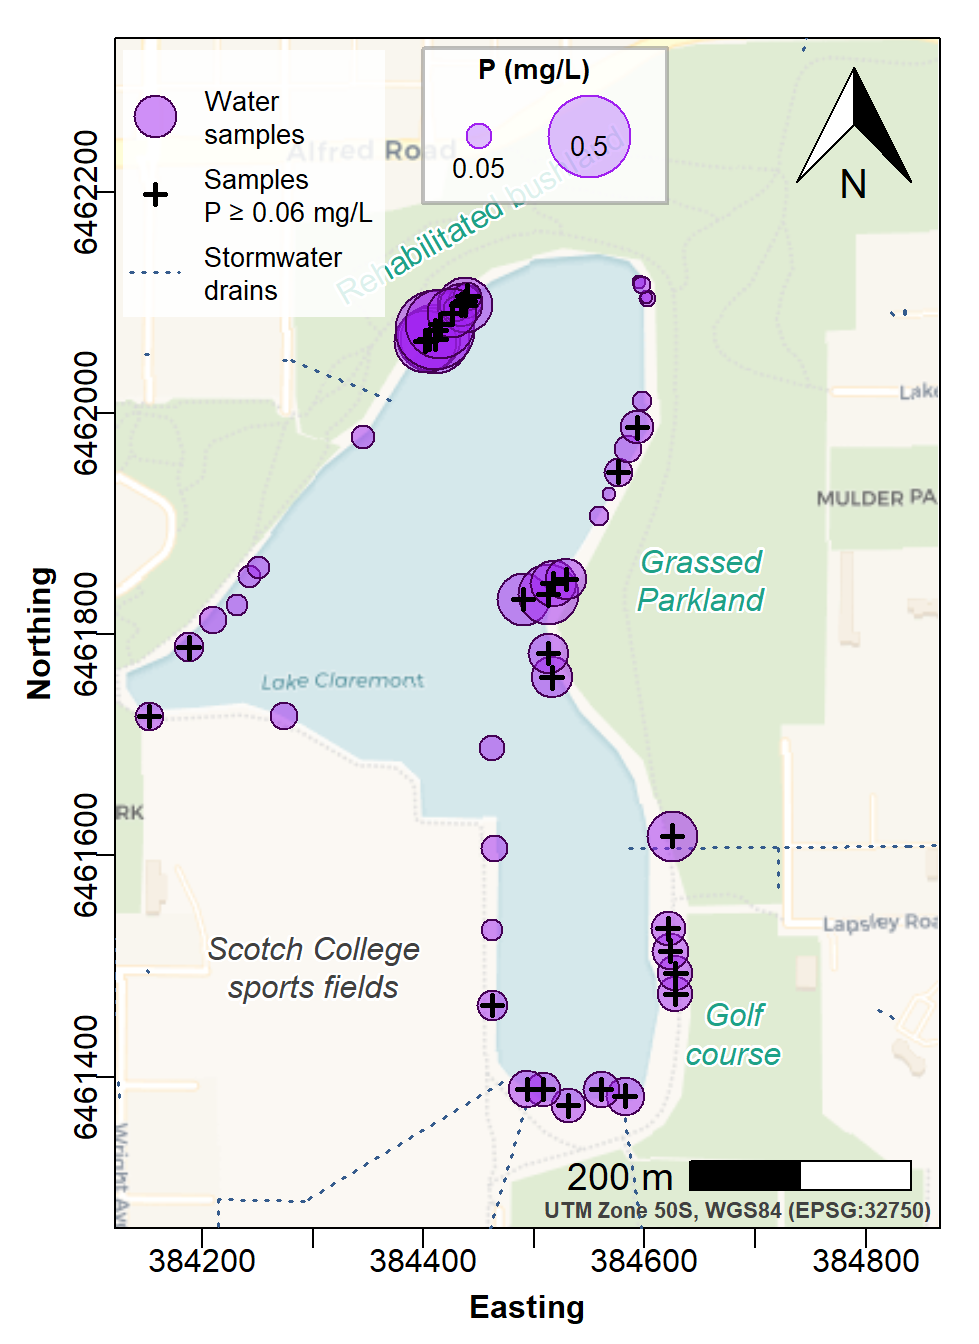 P (mg/L)
0.05
0.5
Water
samples
Samples
P ≥ 0.06 mg/L
Stormwater
drains
N
Alfred Road
Rehabilitated bushland
Lake
MULDER PA
Grassed
Parkland
Lake Claremont
RK
Lapsley Roa
Scotch College
sports fields
Golf
course
Wright Ave
200 m
UTM Zone 50S, WGS84 (EPSG:32750)
6462200
6462000
6461800
6461600
6461400
Northing
384200
384400
384600
384800
Easting